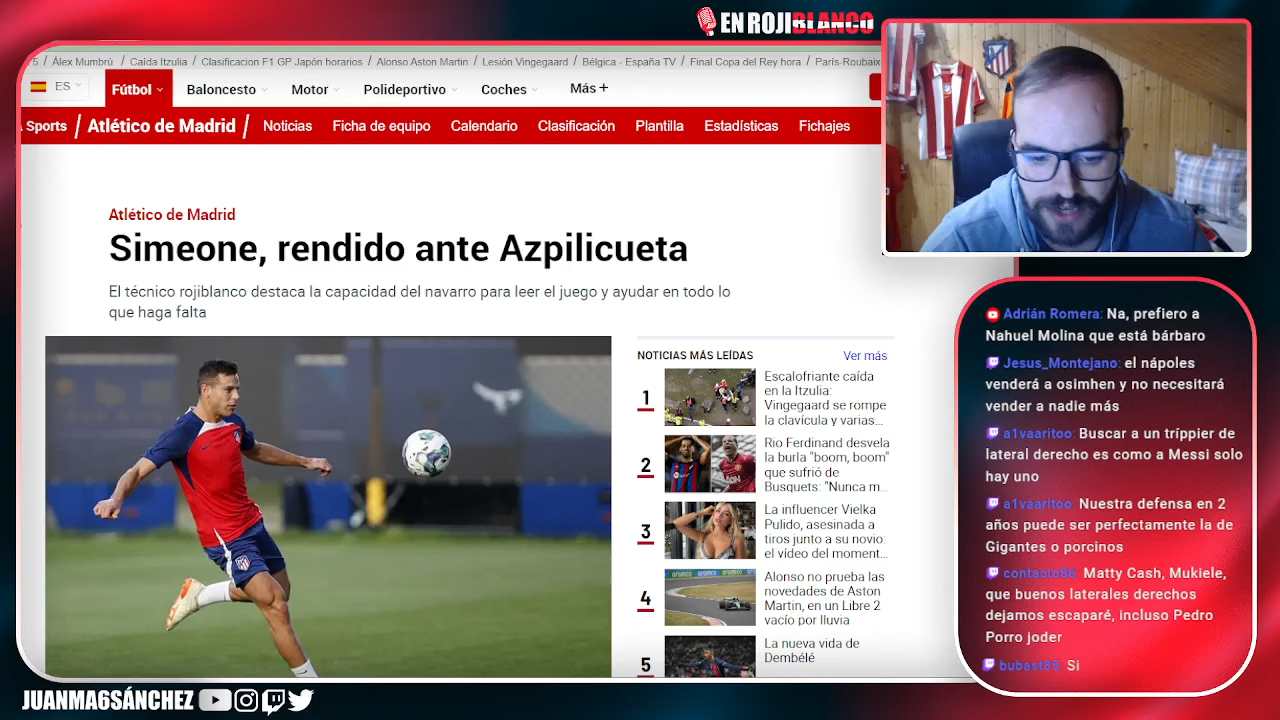 EN ROJIBLANCO
5 / Álex Mumbrú / Caída Itzulia / Clasificacion F1 GP Japón horarios / Alonso Aston Martin / Lesión Vingegaard / Bélgica - España TV / Final Copa del Rey hora / París-Roubaix
ES Fútbol Baloncesto Motor Polideportivo Coches Más +
Sports / Atlético de Madrid / Noticias Ficha de equipo Calendario Clasificación Plantilla Estadísticas Fichajes
Atlético de Madrid
Simeone, rendido ante Azpilicueta
El técnico rojiblanco destaca la capacidad del navarro para leer el juego y ayudar en todo lo
que haga falta
NOTICIAS MÁS LEÍDAS Ver más
1
Escalofriante caída
en la Itzulia:
Vingegaard se rompe
la clavícula y varias...
2
Rio Ferdinand desvela
la burla "boom, boom"
que sufrió de
Busquets: "Nunca m...
3
La influencer Vielka
Pulido, asesinada a
tiros junto a su novio:
el vídeo del moment...
4
Alonso no prueba las
novedades de Aston
Martin, en un Libre 2
vacío por lluvia
5
La nueva vida de
Dembélé
Adrián Romera: Na, prefiero a
Nahuel Molina que está bárbaro
Jesus_Montejano: el nápoles
venderá a osimhen y no necesitará
vender a nadie más
a1vaaritoo: Buscar a un tríppier de
lateral derecho es como a Messi solo
hay uno
a1vaaritoo: Nuestra defensa en 2
años puede ser perfectamente la de
Gigantes o porcinos
contacto86: Matty Cash, Mukiele,
que buenos laterales derechos
dejamos escaparé, incluso Pedro
Porro joder
bubast85: Si
JUANMA6SÁNCHEZ